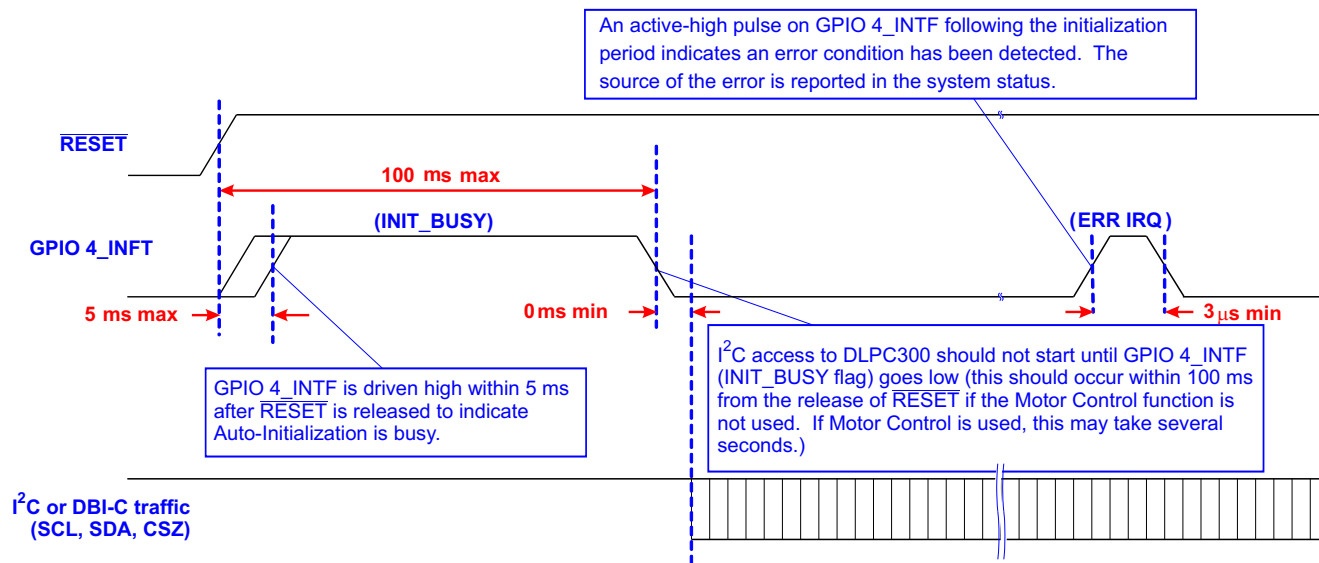 An active-high pulse on GPIO 4_INTF following the initialization
period indicates an error condition has been detected. The
source of the error is reported in the system status.
RESET
100 ms max
(INIT_BUSY)
(ERR IRQ)
GPIO 4_INFT
5 ms max
0 ms min
3 μs min
GPIO 4_INTF is driven high within 5 ms
after RESET is released to indicate
Auto-Initialization is busy.
I²C access to DLPC300 should not start until GPIO 4_INTF
(INIT_BUSY flag) goes low (this should occur within 100 ms
from the release of RESET if the Motor Control function is
not used. If Motor Control is used, this may take several
seconds.)
I²C or DBI-C traffic
(SCL, SDA, CSZ)